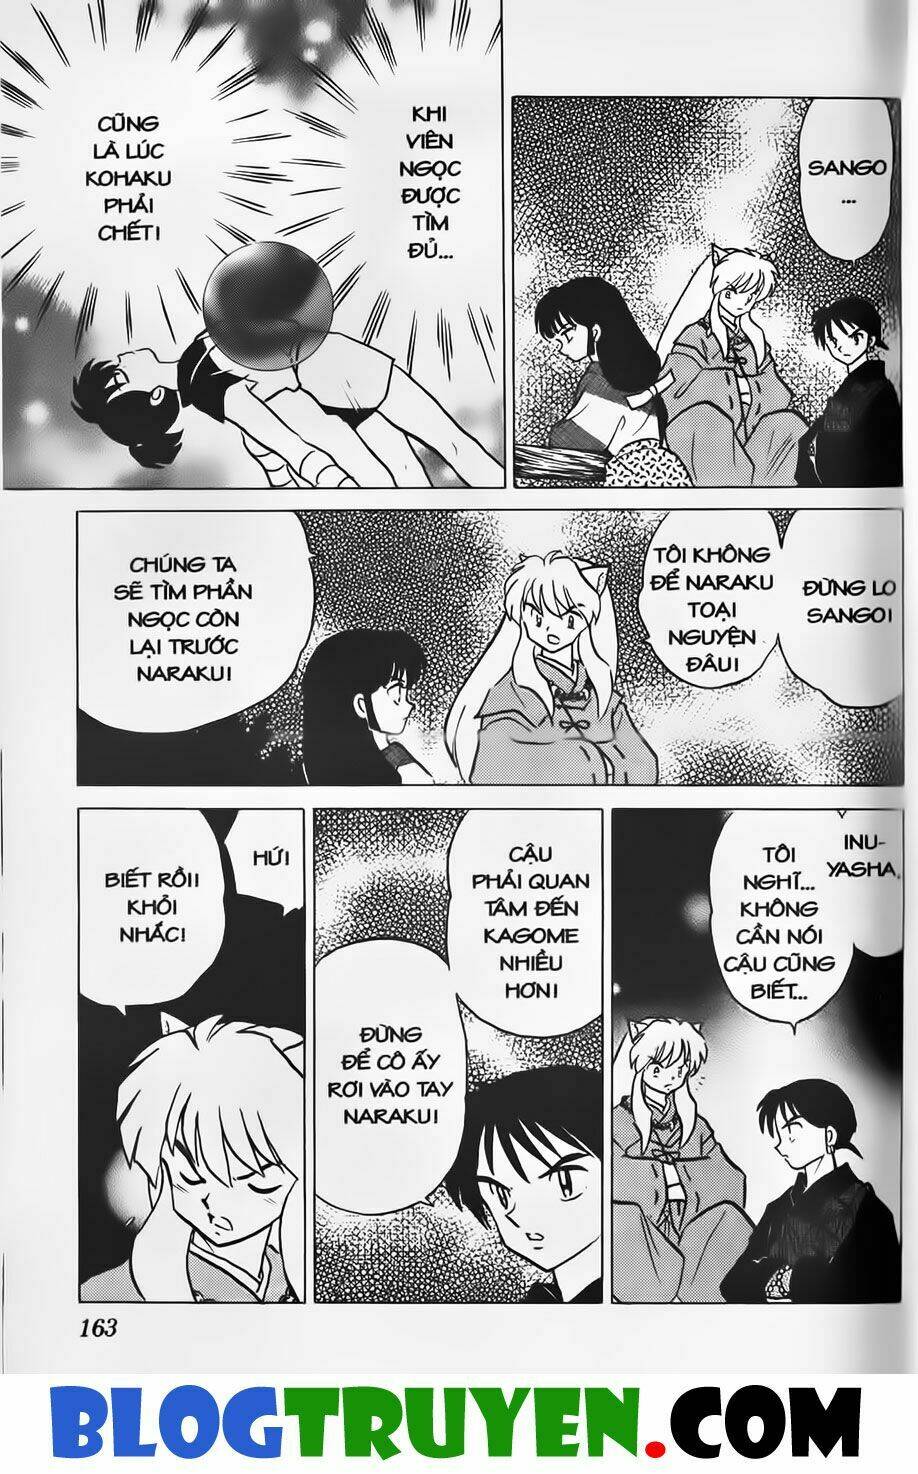 SANGO
...
KHI
VIÊN
NGỌC
ĐƯỢC
TÌM
ĐỦ...
CŨNG
LÀ LÚC
KOHAKU
PHẢI
CHẾT!
ĐỪNG LO
SANGO!
TÔI KHÔNG
ĐỂ NARAKU
TOẠI
NGUYỆN
ĐÂU!
CHÚNG TA
SẼ TÌM PHẦN
NGỌC CÒN
LẠI TRƯỚC
NARAKU!
INU-
YASHA,
TÔI
NGHĨ...
KHÔNG
CẦN NÓI
CẬU CŨNG
BIẾT...
CẬU
PHẢI QUAN
TÂM ĐẾN
KAGOME
NHIỀU
HƠN!
ĐỪNG
ĐỂ CÔ ẤY
RƠI VÀO TAY
NARAKU!
HỨ!
BIẾT RỒI!
KHỎI
NHẮC!
163
BLOGTRUYEN.COM